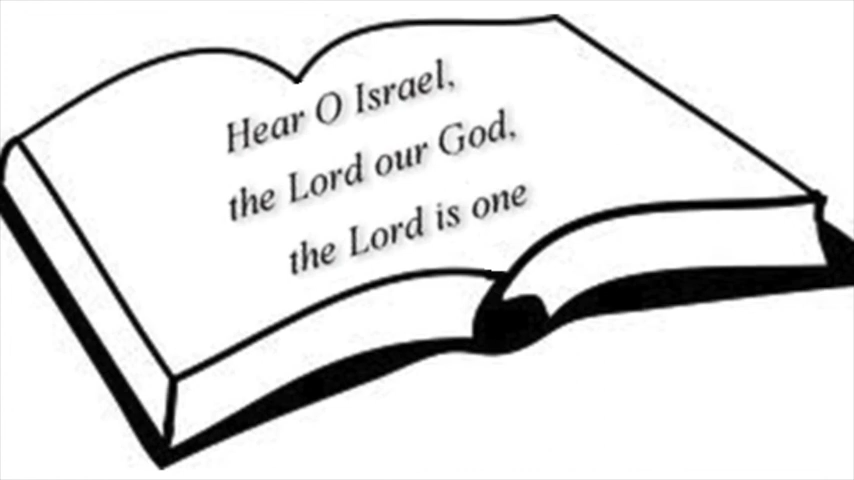 Hear O Israel,
the Lord our God,
the Lord is one